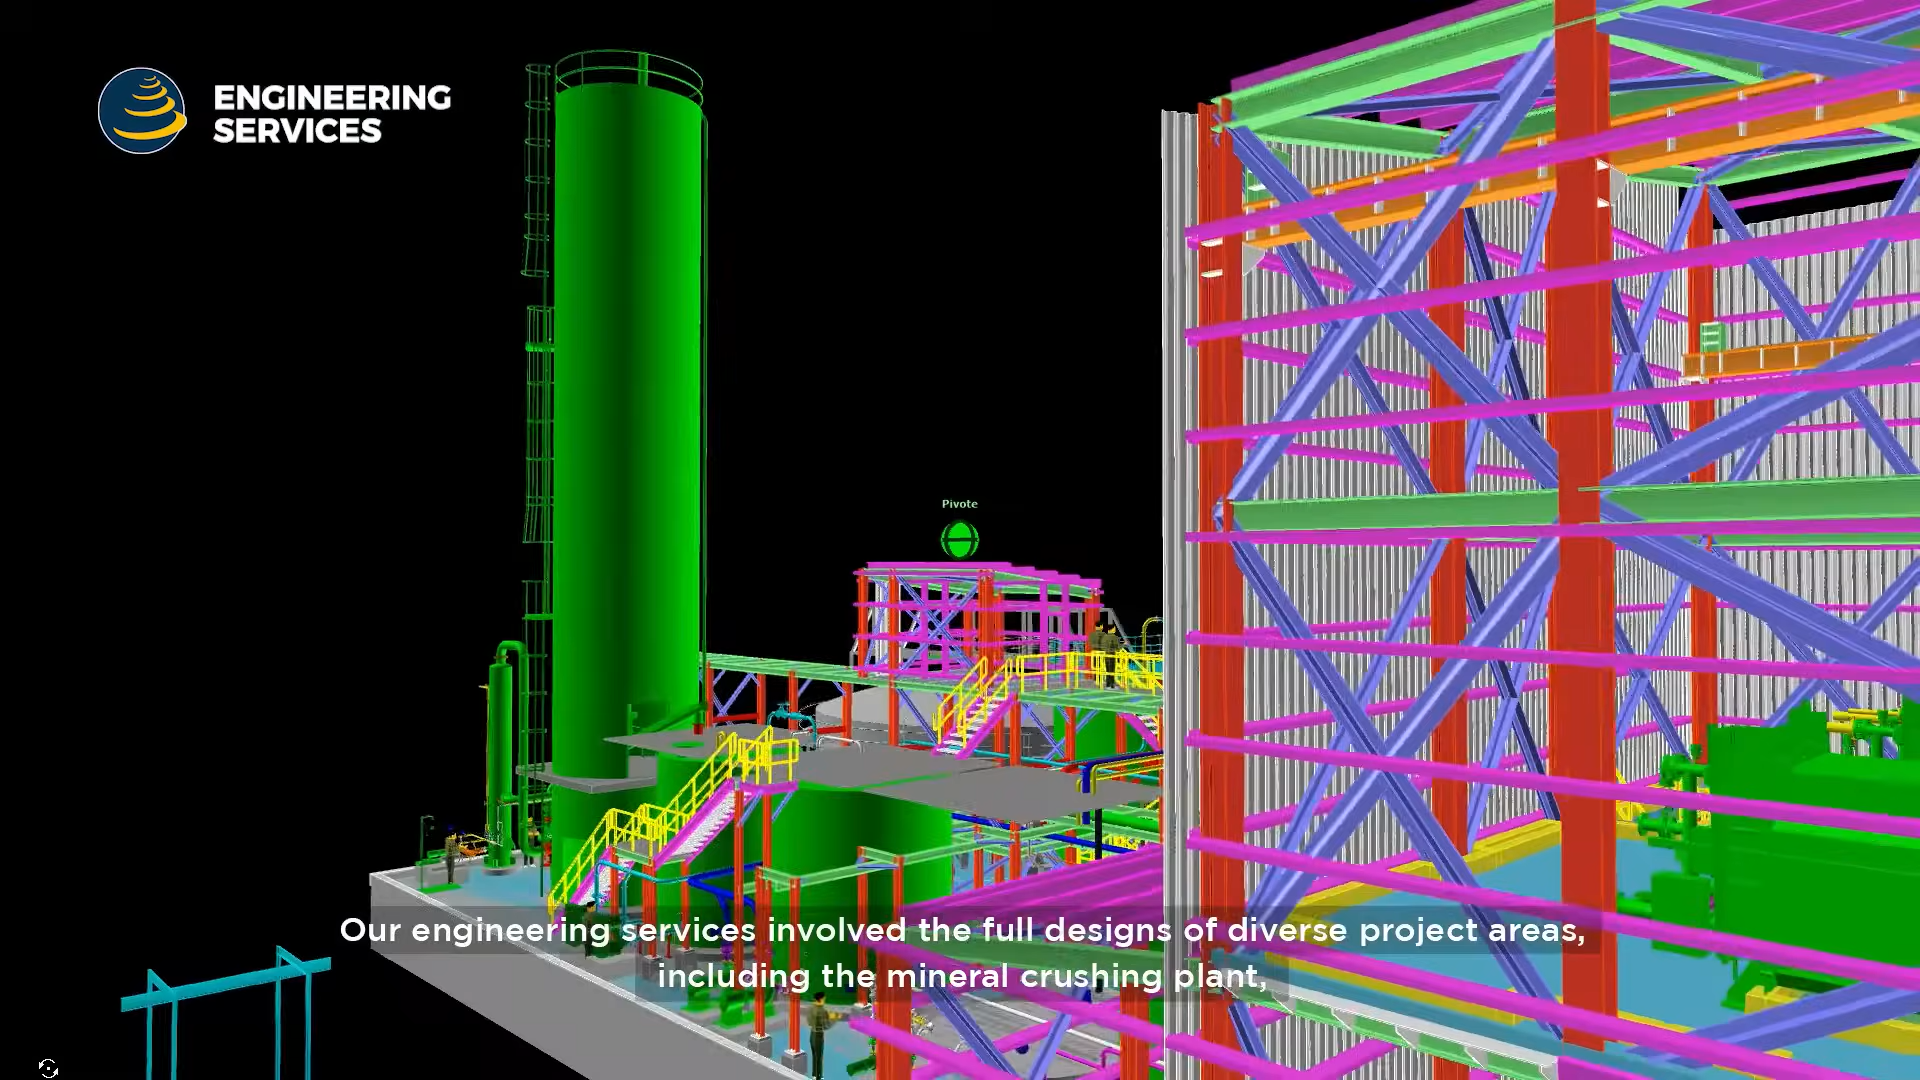 ENGINEERING
SERVICES
Pivote
Our engineering services involved the full designs of diverse project areas,
including the mineral crushing plant,